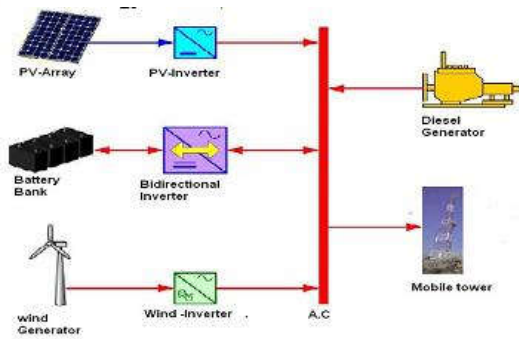 PV-Array
PV-Inverter
Diesel
Generator
Battery
Bank
Bidirectional
Inverter
Mobile tower
wind
Generator
Wind -Inverter .
A.C